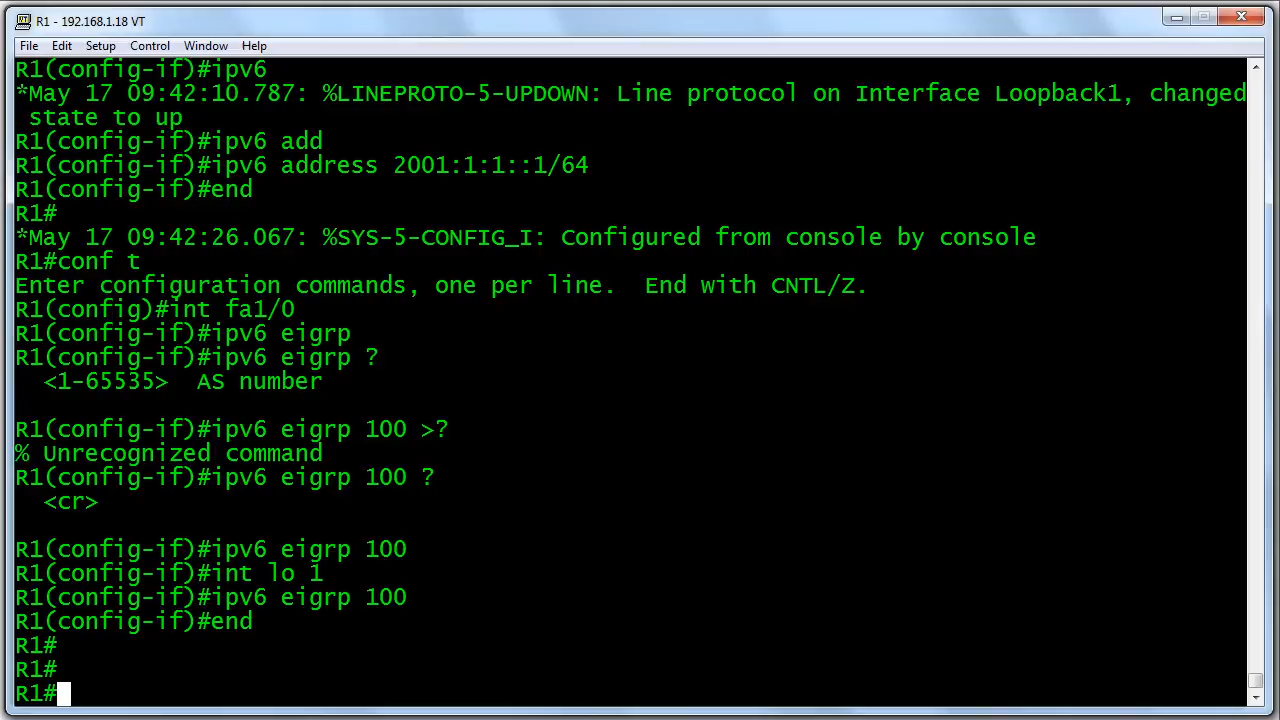 R1 - 192.168.1.18 VT
File Edit Setup Control Window Help
R1(config-if)#ipv6
*May 17 09:42:10.787: %LINEPROTO-5-UPDOWN: Line protocol on Interface Loopback1, changed
 state to up
R1(config-if)#ipv6 add
R1(config-if)#ipv6 address 2001:1:1::1/64
R1(config-if)#end
R1#
*May 17 09:42:26.067: %SYS-5-CONFIG_I: Configured from console by console
R1#conf t
Enter configuration commands, one per line.  End with CNTL/Z.
R1(config)#int fa1/0
R1(config-if)#ipv6 eigrp
R1(config-if)#ipv6 eigrp ?
  <1-65535>  AS number
R1(config-if)#ipv6 eigrp 100 >?
% Unrecognized command
R1(config-if)#ipv6 eigrp 100 ?
  <cr>
R1(config-if)#ipv6 eigrp 100
R1(config-if)#int lo 1
R1(config-if)#ipv6 eigrp 100
R1(config-if)#end
R1#
R1#
R1#